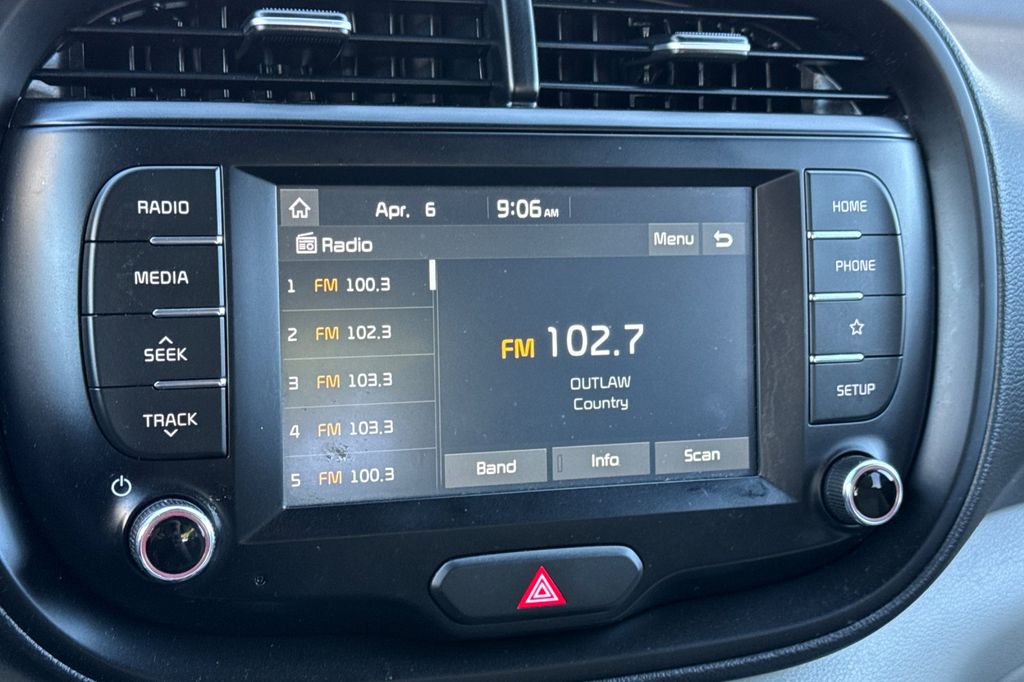 RADIO
MEDIA
SEEK
TRACK
Apr. 6 9:06 AM
Radio Menu
1 FM 100.3
2 FM 102.3
3 FM 103.3
4 FM 103.3
5 FM 100.3
FM 102.7
OUTLAW
Country
Band Info Scan
HOME
PHONE
SETUP